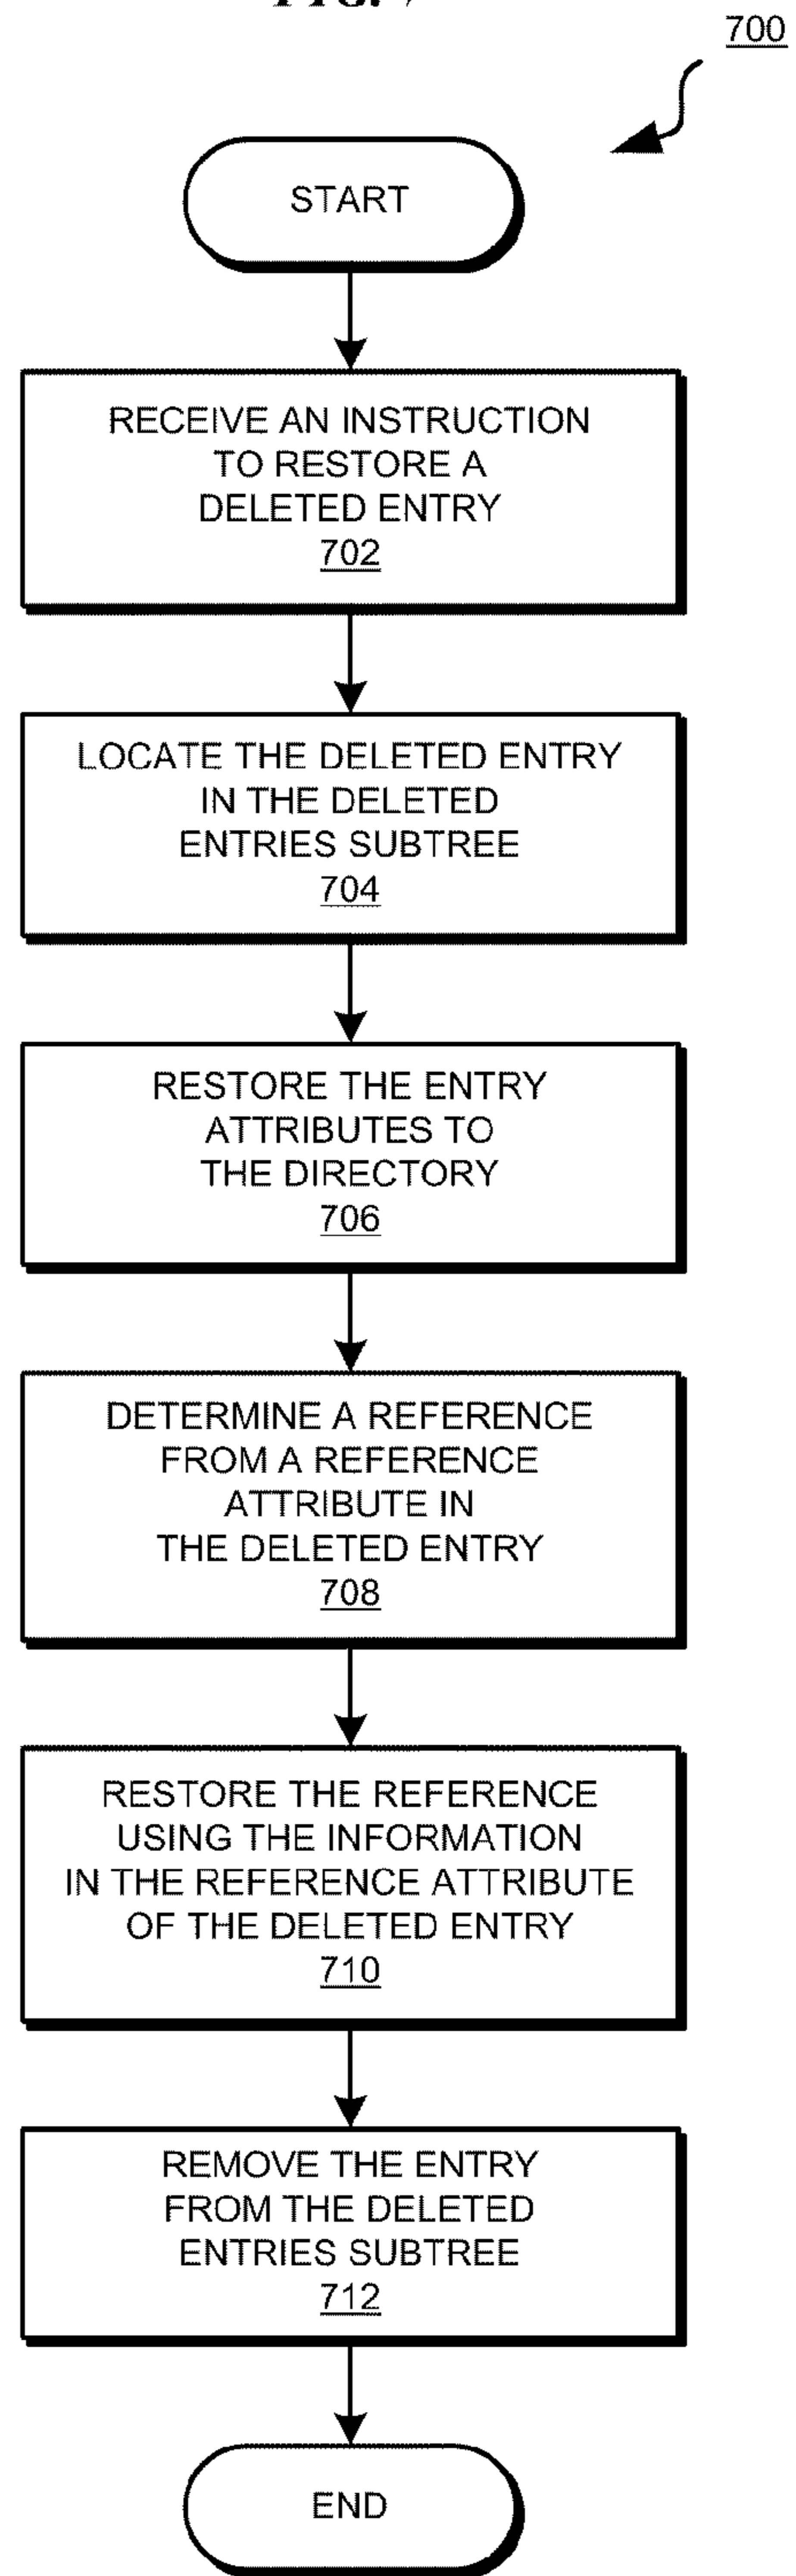 FIG. 7
700
START
RECEIVE AN INSTRUCTION
TO RESTORE A
DELETED ENTRY
702
LOCATE THE DELETED ENTRY
IN THE DELETED
ENTRIES SUBTREE
704
RESTORE THE ENTRY
ATTRIBUTES TO
THE DIRECTORY
706
DETERMINE A REFERENCE
FROM A REFERENCE
ATTRIBUTE IN
THE DELETED ENTRY
708
RESTORE THE REFERENCE
USING THE INFORMATION
IN THE REFERENCE ATTRIBUTE
OF THE DELETED ENTRY
710
REMOVE THE ENTRY
FROM THE DELETED
ENTRIES SUBTREE
712
END